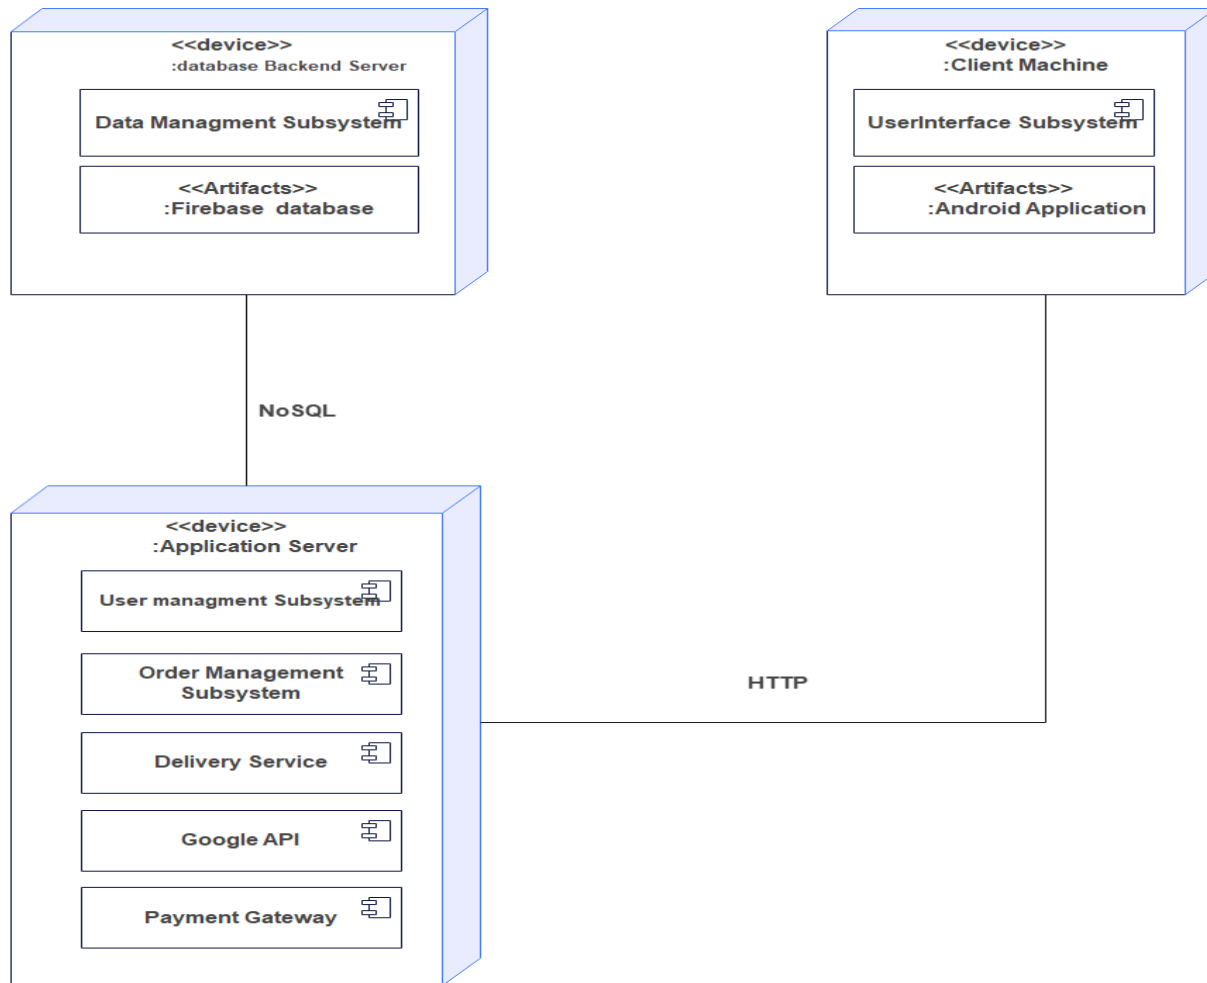 <<device>>
:database Backend Server
Data Managment Subsystem
<<Artifacts>>
:Firebase database
<<device>>
:Client Machine
UserInterface Subsystem
<<Artifacts>>
:Android Application
NoSQL
<<device>>
:Application Server
User managment Subsystem
Order Management
Subsystem
Delivery Service
Google API
Payment Gateway
HTTP